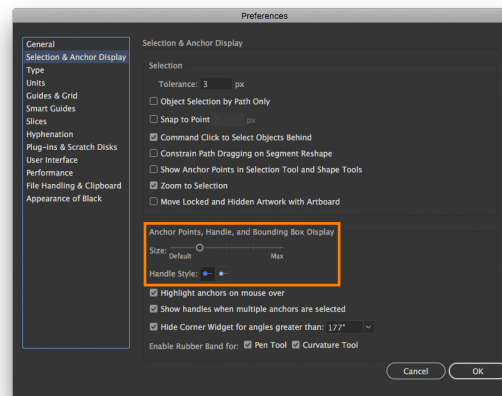 Preferences
General
Selection & Anchor Display
Type
Units
Guides & Grid
Smart Guides
Slices
Hyphenation
Plug-ins & Scratch Disks
User Interface
Performance
File Handling & Clipboard
Appearance of Black
Selection & Anchor Display
Selection
Tolerance: 3 px
Object Selection by Path Only
Snap to Point px
Command Click to Select Objects Behind
Constrain Path Dragging on Segment Reshape
Show Anchor Points in Selection Tool and Shape Tools
Zoom to Selection
Move Locked and Hidden Artwork with Artboard
Anchor Points, Handle, and Bounding Box Display
Size:
Default Max
Handle Style:
Highlight anchors on mouse over
Show handles when multiple anchors are selected
Hide Corner Widget for angles greater than: 177°
Enable Rubber Band for: Pen Tool Curvature Tool
Cancel OK